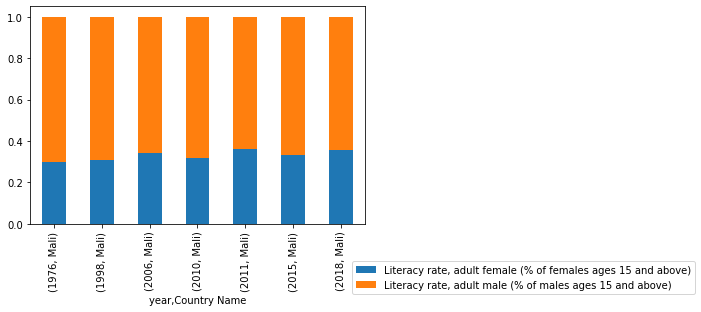 1.0
0.8
0.6
0.4
0.2
0.0
(1976, Mali)
(1998, Mali)
(2006, Mali)
(2010, Mali)
(2011, Mali)
(2015, Mali)
(2018, Mali)
year,Country Name
Literacy rate, adult female (% of females ages 15 and above)
Literacy rate, adult male (% of males ages 15 and above)